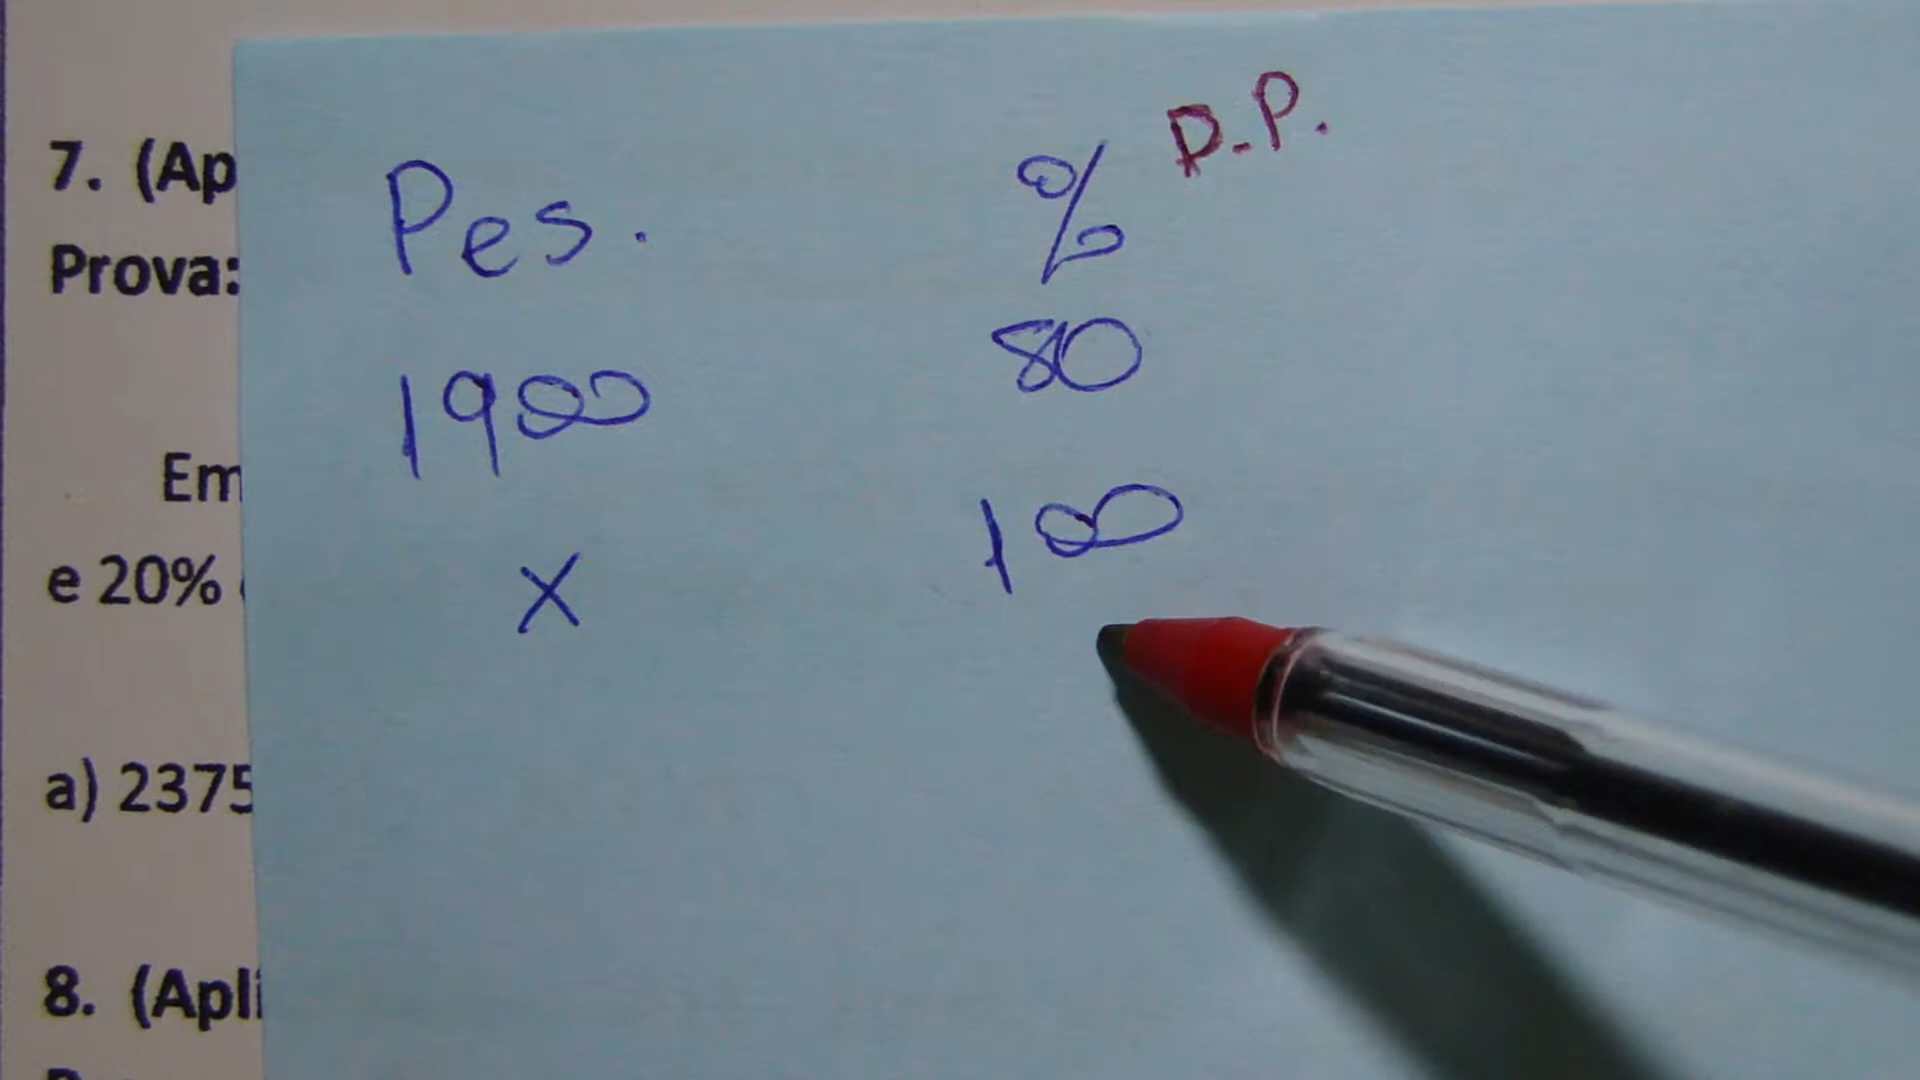 7. (Ap
Prova:
Em
e 20%
a) 2375
8. (Apli
D.P.
Pes. %
1900 80
x 100